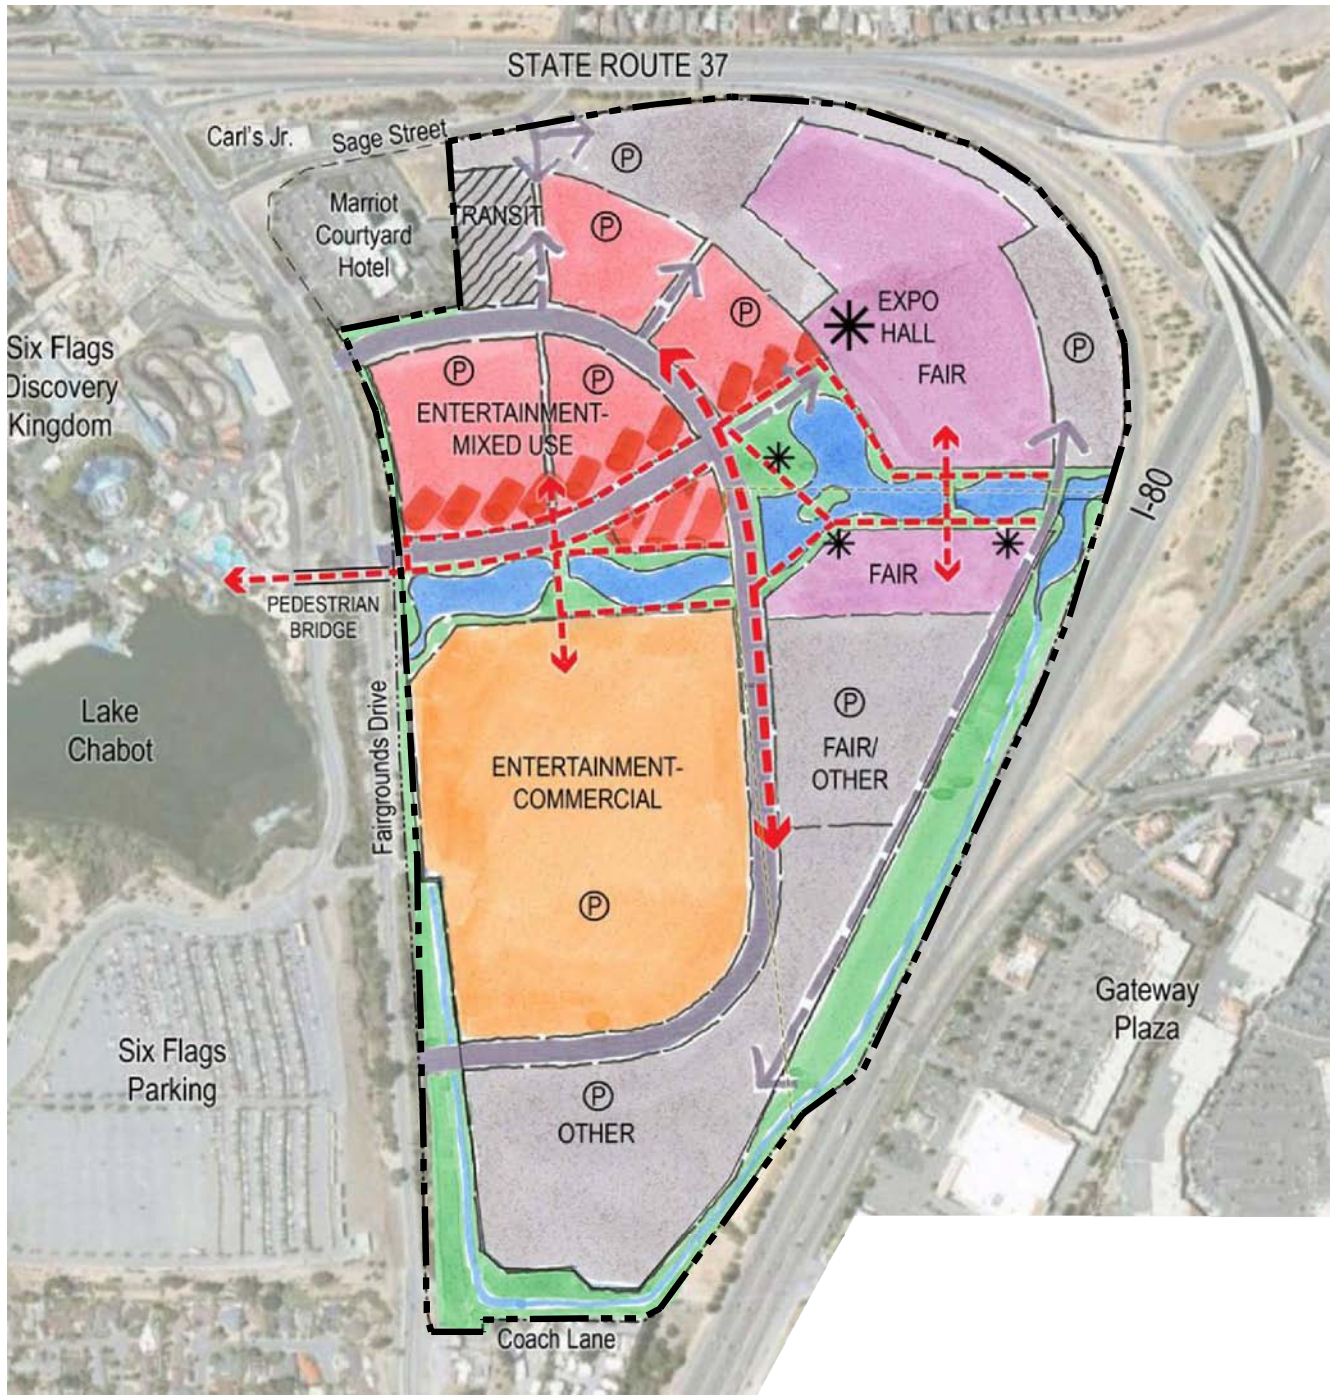 STATE ROUTE 37
Carl's Jr.
Sage Street
P
Marriot
Courtyard
Hotel
TRANSIT
P
P
EXPO
HALL
FAIR
P
Six Flags
Discovery
Kingdom
P
P
ENTERTAINMENT-
MIXED USE
I-80
FAIR
PEDESTRIAN
BRIDGE
Lake
Chabot
Fairgrounds Drive
P
FAIR/
OTHER
ENTERTAINMENT-
COMMERCIAL
P
Gateway
Plaza
Six Flags
Parking
P
OTHER
Coach Lane